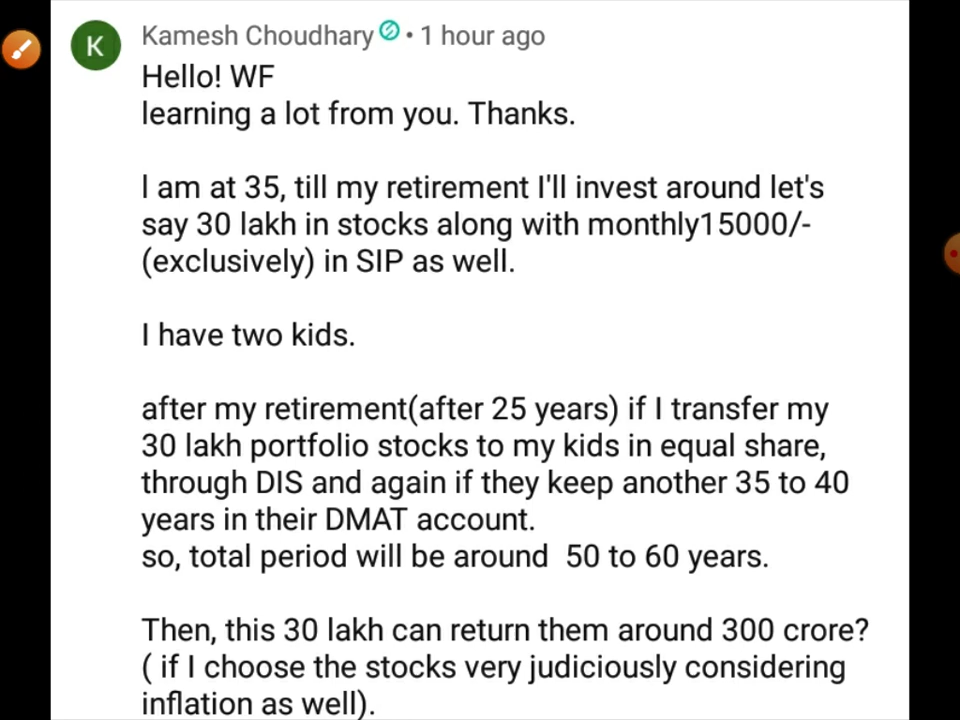 K
Kamesh Choudhary • 1 hour ago
Hello! WF
learning a lot from you. Thanks.
I am at 35, till my retirement I'll invest around let's
say 30 lakh in stocks along with monthly15000/-
(exclusively) in SIP as well.
I have two kids.
after my retirement(after 25 years) if I transfer my
30 lakh portfolio stocks to my kids in equal share,
through DIS and again if they keep another 35 to 40
years in their DMAT account.
so, total period will be around  50 to 60 years.
Then, this 30 lakh can return them around 300 crore?
( if I choose the stocks very judiciously considering
inflation as well).